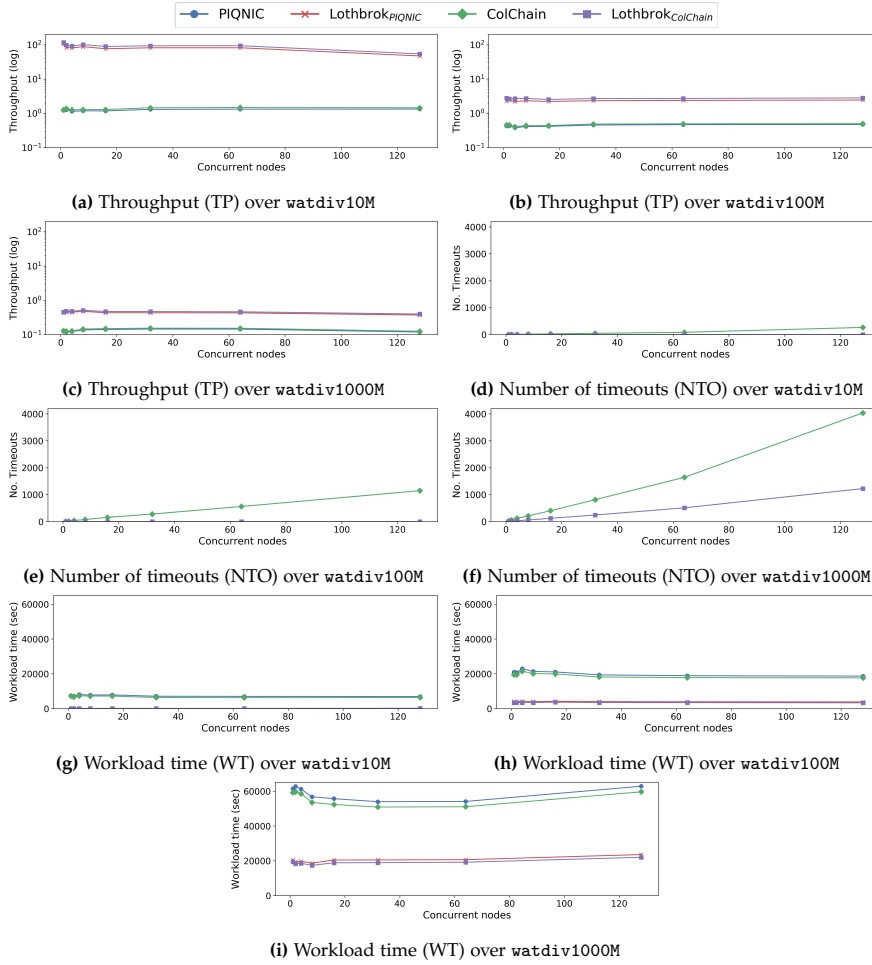 PIQNIC Lothbrok_PIQNIC ColChain Lothbrok_ColChain
Throughput (log)
10^2
10^1
10^0
10^−1
0 20 40 60 80 100 120
Concurrent nodes
(a) Throughput (TP) over watdiv10M
Throughput (log)
10^2
10^1
10^0
10^−1
0 20 40 60 80 100 120
Concurrent nodes
(b) Throughput (TP) over watdiv100M
Throughput (log)
10^2
10^1
10^0
10^−1
0 20 40 60 80 100 120
Concurrent nodes
(c) Throughput (TP) over watdiv1000M
No. Timeouts
4000
3000
2000
1000
0
0 20 40 60 80 100 120
Concurrent nodes
(d) Number of timeouts (NTO) over watdiv10M
No. Timeouts
4000
3000
2000
1000
0
0 20 40 60 80 100 120
Concurrent nodes
(e) Number of timeouts (NTO) over watdiv100M
No. Timeouts
4000
3000
2000
1000
0
0 20 40 60 80 100 120
Concurrent nodes
(f) Number of timeouts (NTO) over watdiv1000M
Workload time (sec)
60000
40000
20000
0
0 20 40 60 80 100 120
Concurrent nodes
(g) Workload time (WT) over watdiv10M
Workload time (sec)
60000
40000
20000
0
0 20 40 60 80 100 120
Concurrent nodes
(h) Workload time (WT) over watdiv100M
Workload time (sec)
60000
40000
20000
0
0 20 40 60 80 100 120
Concurrent nodes
(i) Workload time (WT) over watdiv1000M